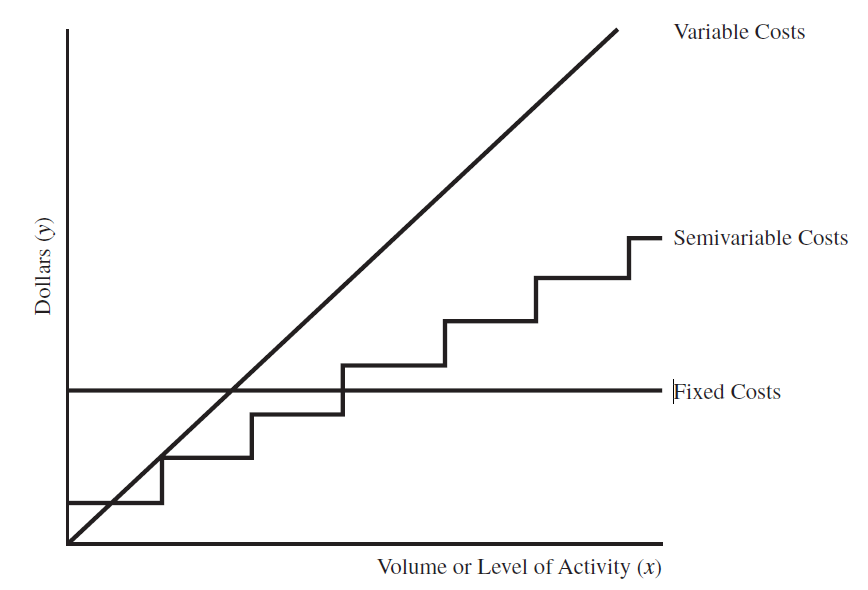 Variable Costs
Semivariable Costs
Fixed Costs
Dollars (y)
Volume or Level of Activity (x)